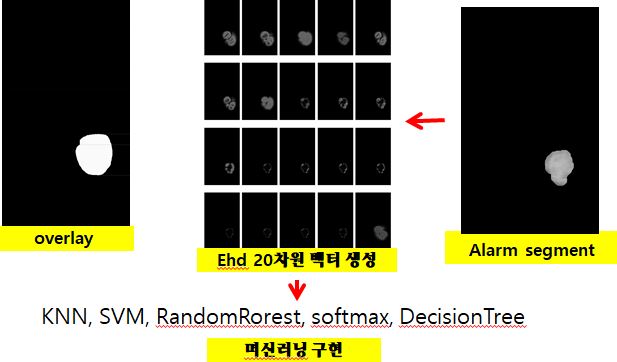 overlay
Ehd 20차원 벡터 생성
Alarm segment
KNN, SVM, RandomRorest, softmax, DecisionTree
머신러닝 구현